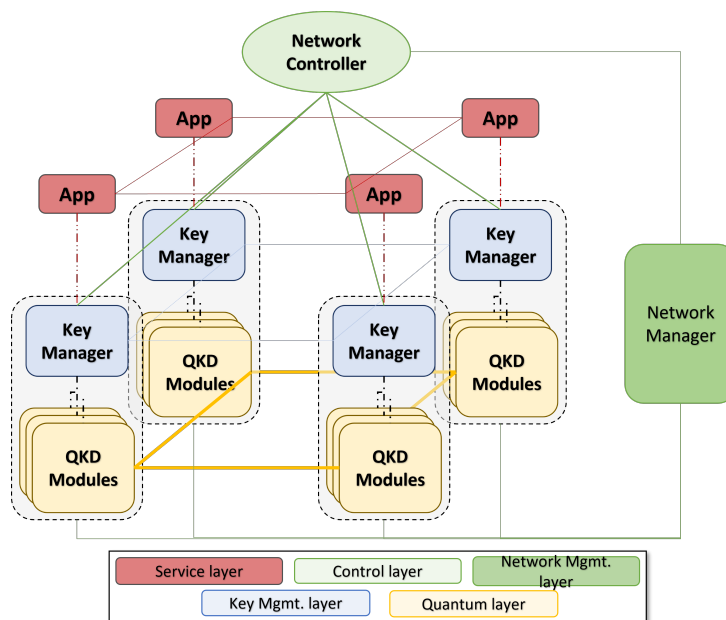 Network
Controller
App
App
App
App
Key
Manager
Key
Manager
Key
Manager
Key
Manager
Network
Manager
QKD
Modules
QKD
Modules
QKD
Modules
QKD
Modules
Service layer
Control layer
Network Mgmt.
layer
Key Mgmt. layer
Quantum layer